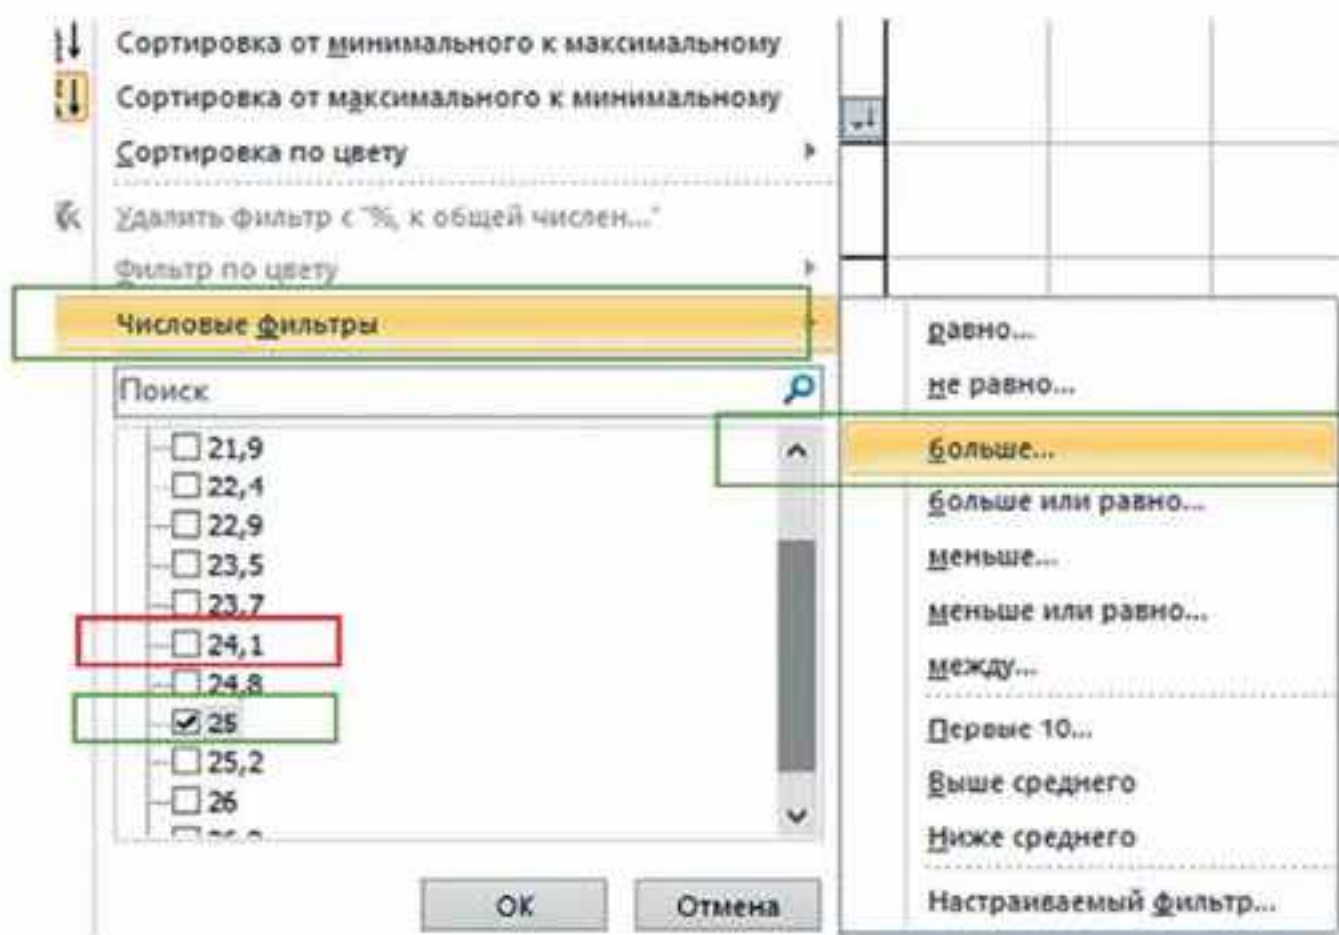 Сортировка от минимального к максимальному
Сортировка от максимального к минимальному
Сортировка по цвету
Удалить фильтр с "%, к общей числен..."
Фильтр по цвету
Числовые фильтры
Поиск
21,9
22,4
22,9
23,5
23,7
24,1
24,8
25
25,2
26
ОК
Отмена
равно...
не равно...
больше...
больше или равно...
меньше...
меньше или равно...
между...
Первые 10...
Выше среднего
Ниже среднего
Настраиваемый фильтр...